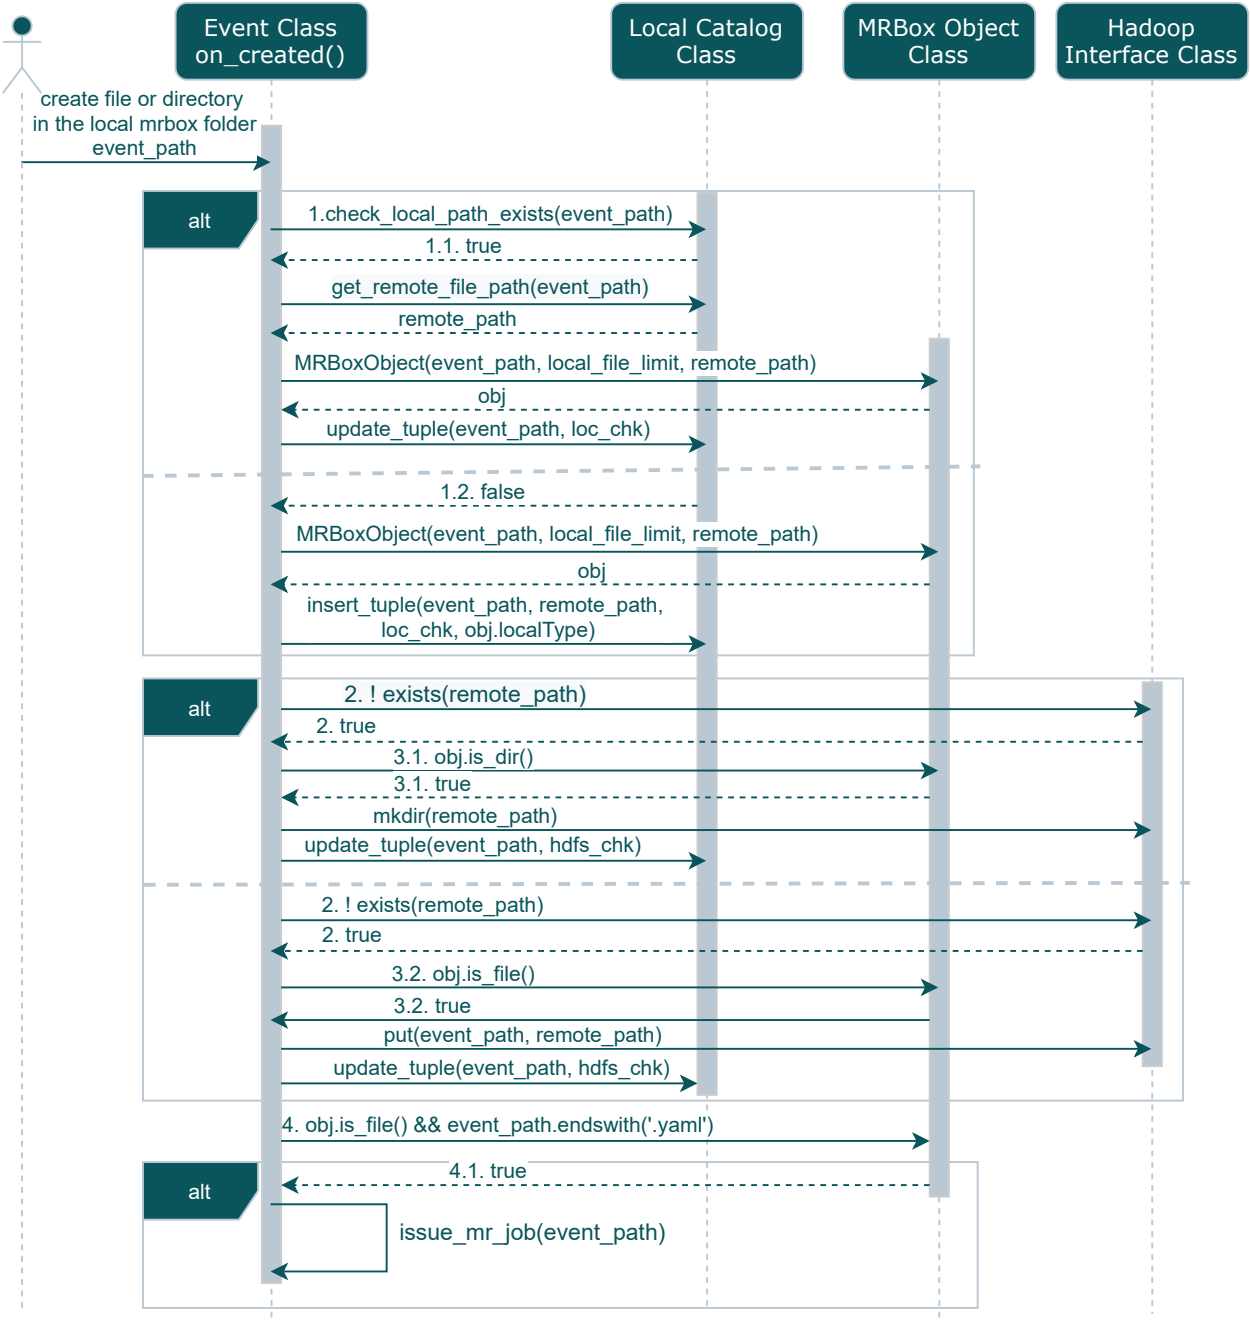 Event Class
on_created()
Local Catalog
Class
MRBox Object
Class
Hadoop
Interface Class
create file or directory
in the local mrbox folder
event_path
alt
1.check_local_path_exists(event_path)
1.1. true
get_remote_file_path(event_path)
remote_path
MRBoxObject(event_path, local_file_limit, remote_path)
obj
update_tuple(event_path, loc_chk)
1.2. false
MRBoxObject(event_path, local_file_limit, remote_path)
obj
insert_tuple(event_path, remote_path,
loc_chk, obj.localType)
alt
2. ! exists(remote_path)
2. true
3.1. obj.is_dir()
3.1. true
mkdir(remote_path)
update_tuple(event_path, hdfs_chk)
2. ! exists(remote_path)
2. true
3.2. obj.is_file()
3.2. true
put(event_path, remote_path)
update_tuple(event_path, hdfs_chk)
4. obj.is_file() && event_path.endswith('.yaml')
alt
4.1. true
issue_mr_job(event_path)